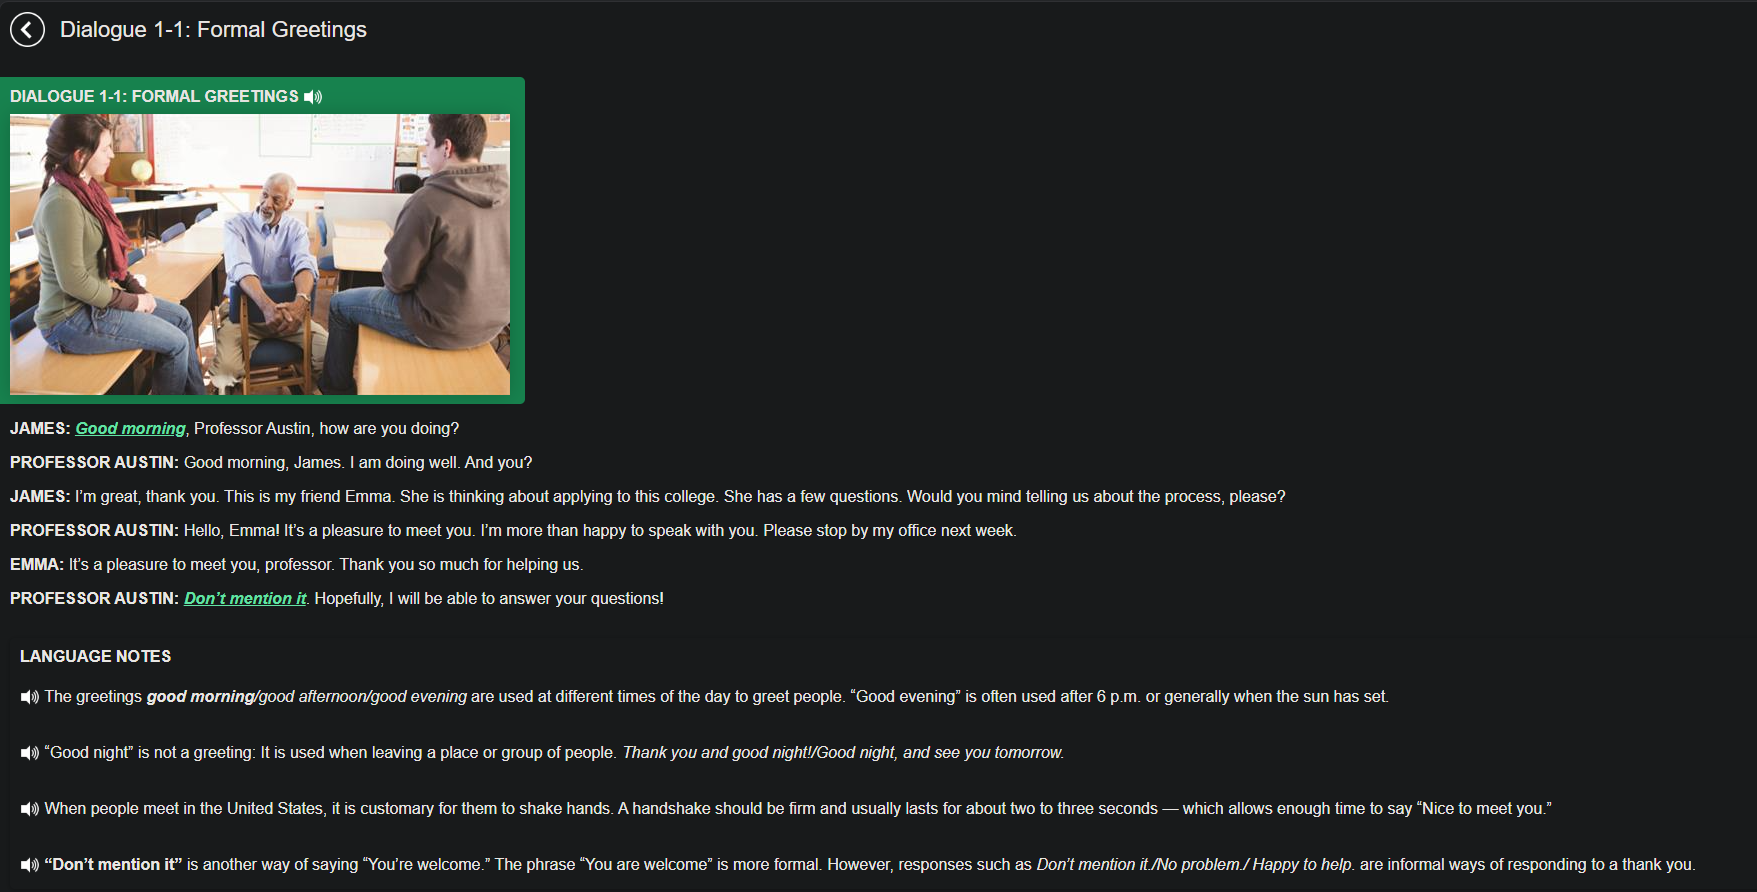 Dialogue 1-1: Formal Greetings
DIALOGUE 1-1: FORMAL GREETINGS
JAMES: Good morning, Professor Austin, how are you doing?
PROFESSOR AUSTIN: Good morning, James. I am doing well. And you?
JAMES: I’m great, thank you. This is my friend Emma. She is thinking about applying to this college. She has a few questions. Would you mind telling us about the process, please?
PROFESSOR AUSTIN: Hello, Emma! It’s a pleasure to meet you. I’m more than happy to speak with you. Please stop by my office next week.
EMMA: It’s a pleasure to meet you, professor. Thank you so much for helping us.
PROFESSOR AUSTIN: Don’t mention it. Hopefully, I will be able to answer your questions!
LANGUAGE NOTES
The greetings good morning/good afternoon/good evening are used at different times of the day to greet people. “Good evening” is often used after 6 p.m. or generally when the sun has set.
“Good night” is not a greeting: It is used when leaving a place or group of people. Thank you and good night!/Good night, and see you tomorrow.
When people meet in the United States, it is customary for them to shake hands. A handshake should be firm and usually lasts for about two to three seconds — which allows enough time to say “Nice to meet you.”
“Don’t mention it” is another way of saying “You’re welcome.” The phrase “You are welcome” is more formal. However, responses such as Don’t mention it./No problem./ Happy to help. are informal ways of responding to a thank you.